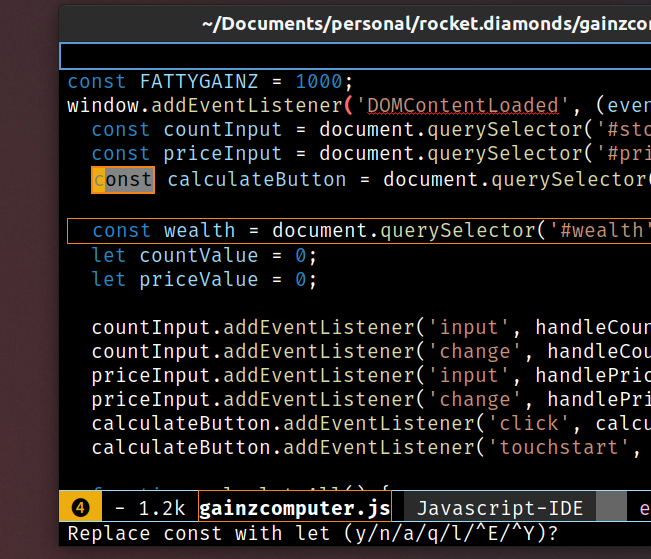 ~/Documents/personal/rocket.diamonds/gainzco
const FATTYGAINZ = 1000;
window.addEventListener('DOMContentLoaded', (even
const countInput = document.querySelector('#sto
const priceInput = document.querySelector('#pri
const calculateButton = document.querySelector(
const wealth = document.querySelector('#wealth'
let countValue = 0;
let priceValue = 0;
countInput.addEventListener('input', handleCoun
countInput.addEventListener('change', handleCou
priceInput.addEventListener('input', handlePric
priceInput.addEventListener('change', handlePri
calculateButton.addEventListener('click', calcu
calculateButton.addEventListener('touchstart',
4 - 1.2k gainzcomputer.js Javascript-IDE e
Replace const with let (y/n/a/q/l/^E/^Y)?